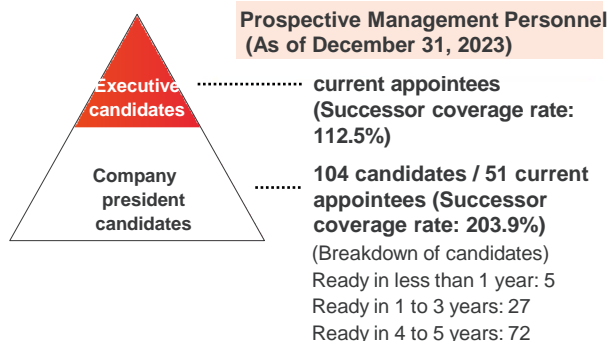 Prospective Management Personnel
(As of December 31, 2023)
Executive
candidates
current appointees
(Successor coverage rate:
112.5%)
Company
president
candidates
104 candidates / 51 current
appointees (Successor
coverage rate: 203.9%)
(Breakdown of candidates)
Ready in less than 1 year: 5
Ready in 1 to 3 years: 27
Ready in 4 to 5 years: 72